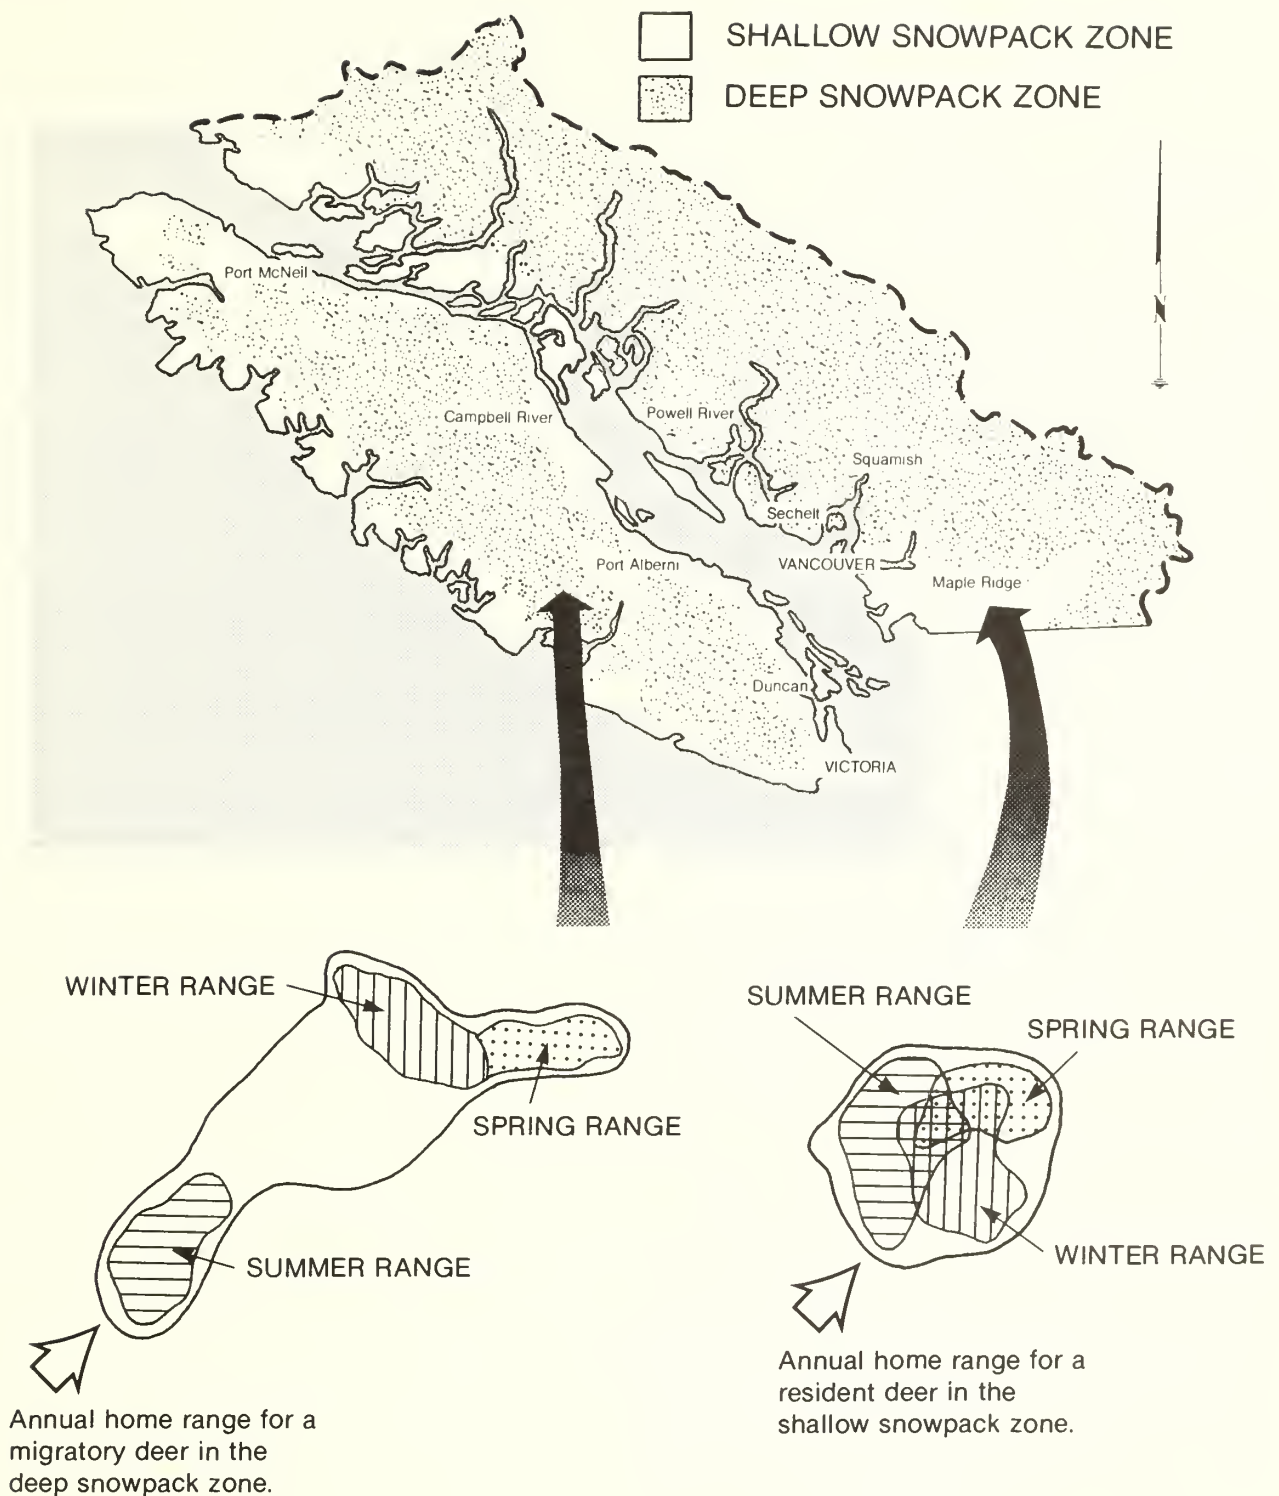 SHALLOW SNOWPACK ZONE
DEEP SNOWPACK ZONE
N
Port McNeil
Campbell River
Powell River
Squamish
Sechelt
Port Alberni
VANCOUVER
Maple Ridge
Duncan
VICTORIA
WINTER RANGE
SPRING RANGE
SUMMER RANGE
Annual home range for a
migratory deer in the
deep snowpack zone.
SUMMER RANGE
SPRING RANGE
WINTER RANGE
Annual home range for a
resident deer in the
shallow snowpack zone.